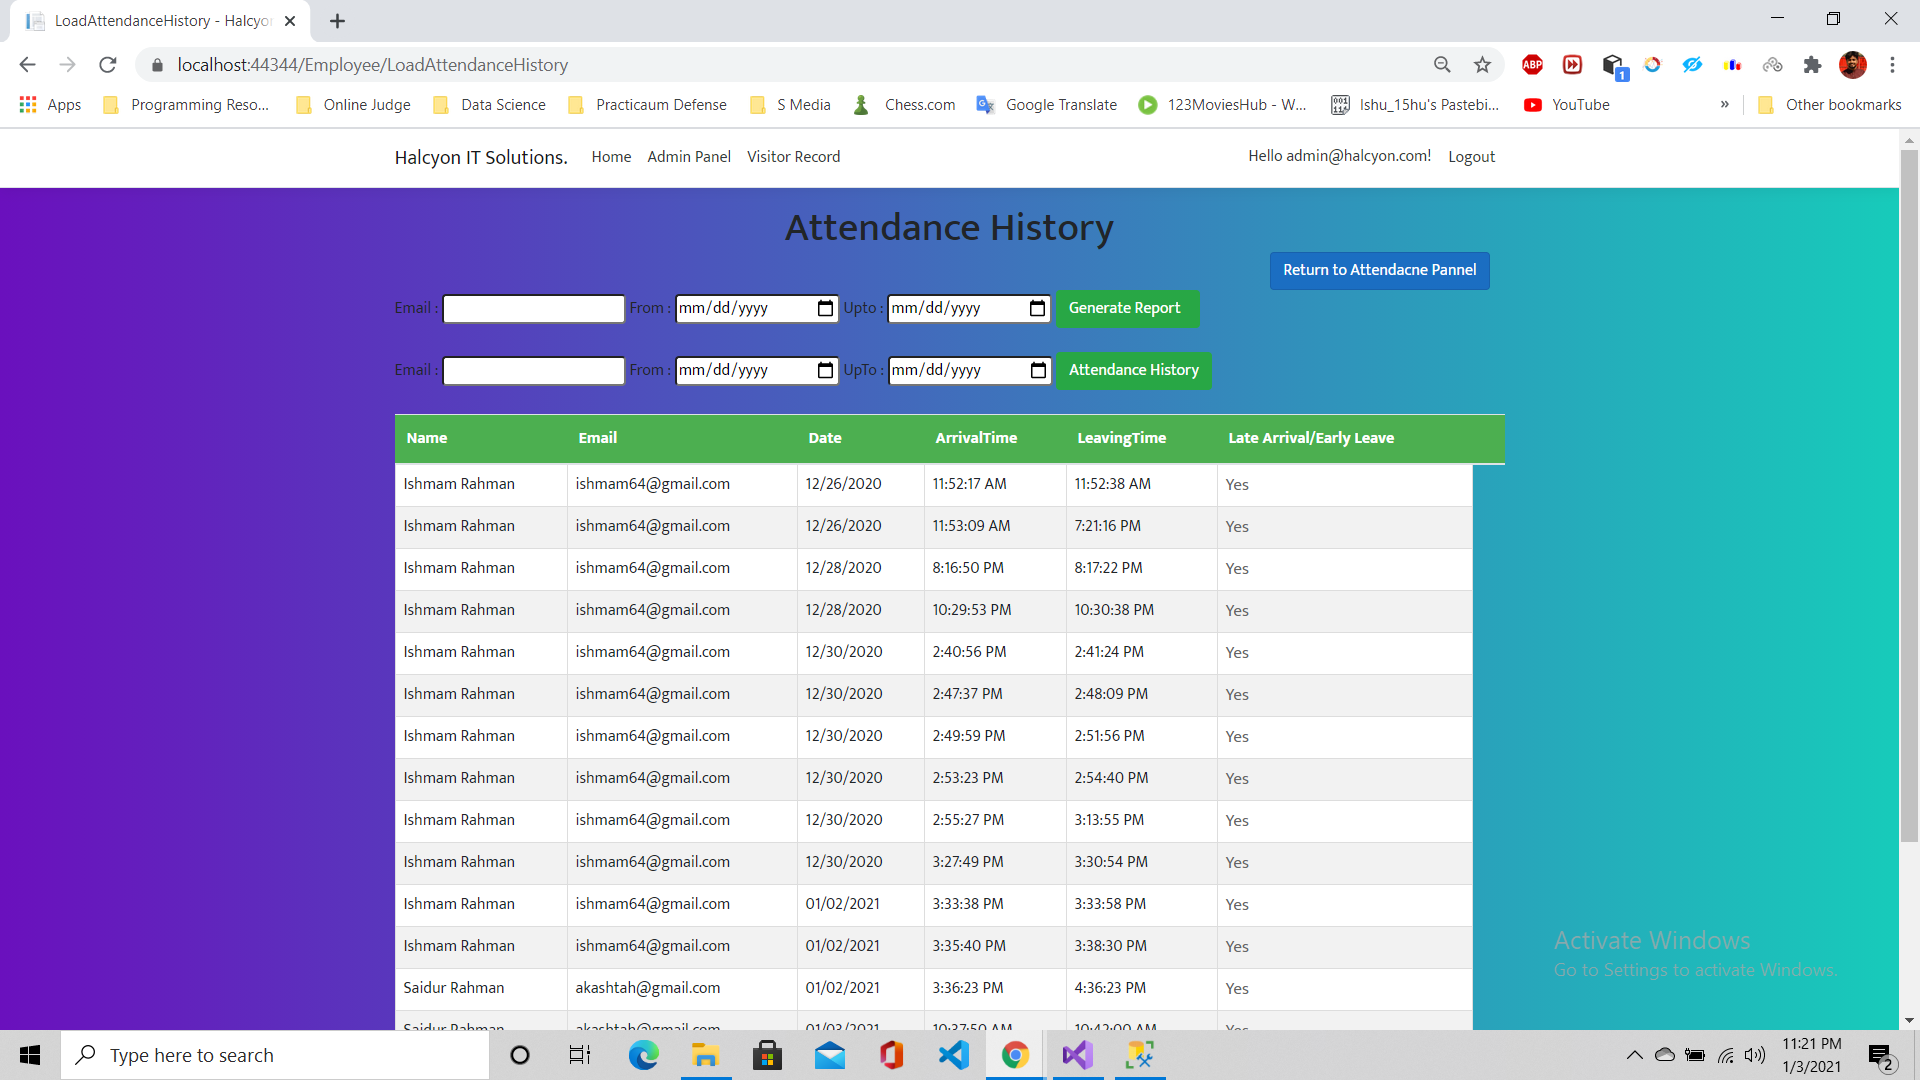 LoadAttendanceHistory - Halcyon
localhost:44344/Employee/LoadAttendanceHistory
ABP
1
Apps Programming Reso... Online Judge Data Science Practicaum Defense S Media Chess.com Google Translate 123MoviesHub - W... Ishu_15hu's Pastebi... YouTube » Other bookmarks
Halcyon IT Solutions. Home Admin Panel Visitor Record Hello admin@halcyon.com! Logout
Attendance History
Return to Attendacne Pannel
Email : From : mm/dd/yyyy Upto : mm/dd/yyyy Generate Report
Email : From : mm/dd/yyyy UpTo : mm/dd/yyyy Attendance History
Name Email Date ArrivalTime LeavingTime Late Arrival/Early Leave
Ishmam Rahman ishmam64@gmail.com 12/26/2020 11:52:17 AM 11:52:38 AM Yes
Ishmam Rahman ishmam64@gmail.com 12/26/2020 11:53:09 AM 7:21:16 PM Yes
Ishmam Rahman ishmam64@gmail.com 12/28/2020 8:16:50 PM 8:17:22 PM Yes
Ishmam Rahman ishmam64@gmail.com 12/28/2020 10:29:53 PM 10:30:38 PM Yes
Ishmam Rahman ishmam64@gmail.com 12/30/2020 2:40:56 PM 2:41:24 PM Yes
Ishmam Rahman ishmam64@gmail.com 12/30/2020 2:47:37 PM 2:48:09 PM Yes
Ishmam Rahman ishmam64@gmail.com 12/30/2020 2:49:59 PM 2:51:56 PM Yes
Ishmam Rahman ishmam64@gmail.com 12/30/2020 2:53:23 PM 2:54:40 PM Yes
Ishmam Rahman ishmam64@gmail.com 12/30/2020 2:55:27 PM 3:13:55 PM Yes
Ishmam Rahman ishmam64@gmail.com 12/30/2020 3:27:49 PM 3:30:54 PM Yes
Ishmam Rahman ishmam64@gmail.com 01/02/2021 3:33:38 PM 3:33:58 PM Yes
Ishmam Rahman ishmam64@gmail.com 01/02/2021 3:35:40 PM 3:38:30 PM Yes
Saidur Rahman akashtah@gmail.com 01/02/2021 3:36:23 PM 4:36:23 PM Yes
Saidur Rahman akashtah@gmail.com 01/03/2021 10:37:50 AM 10:42:00 AM Yes
Activate Windows
Go to Settings to activate Windows.
Type here to search
11:21 PM
1/3/2021
2